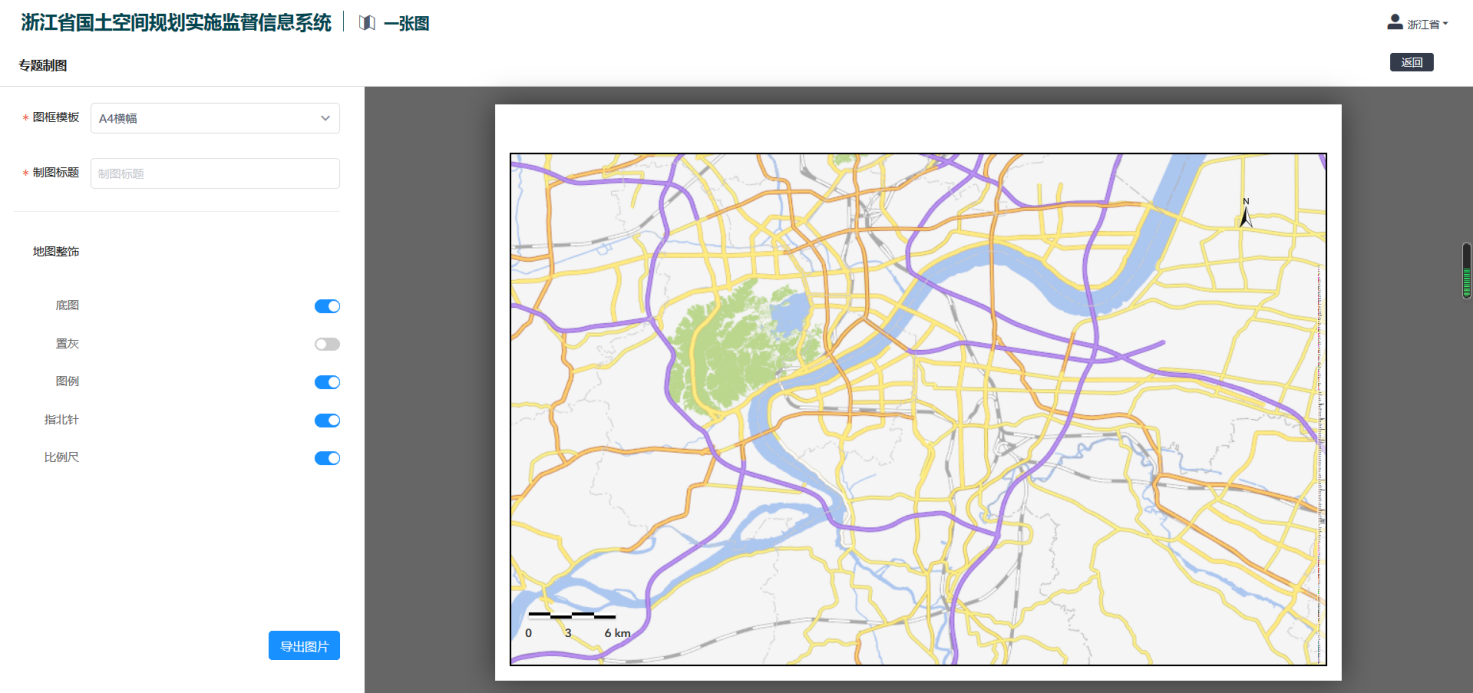 浙江省国土空间规划实施监督信息系统 一张图
浙江省
专题制图
返回
* 图框模板 A4横幅
* 制图标题 制图标题
地图整饰
底图
置灰
图例
指北针
比例尺
导出图片
N
0 3 6 km